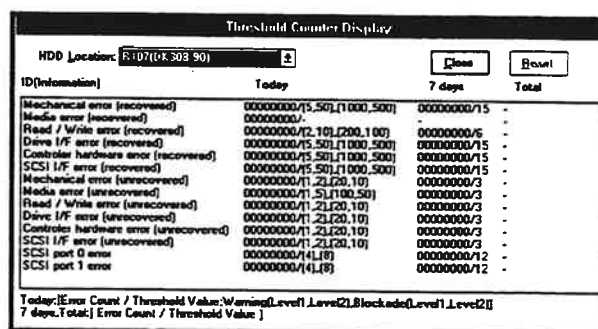 Threshold Counter Display
HDD Location: R107(DK303-90) Close Reset
ID(Information) Today 7 days Total
Mechanical error (recovered) 00000000/[5,50],[1000,500] 00000000/15 -
Media error (recovered) 00000000/- - -
Read / Write error (recovered) 00000000/[2,10],[200,100] 00000000/6 -
Drive I/F error (recovered) 00000000/[5,50],[1000,500] 00000000/15 -
Controler hardware error (recovered) 00000000/[5,50],[1000,500] 00000000/15 -
SCSI I/F error (recovered) 00000000/[5,50],[1000,500] 00000000/15 -
Mechanical error (unrecovered) 00000000/[1,2],[20,10] 00000000/3 -
Media error (unrecovered) 00000000/[1,5],[100,50] 00000000/3 -
Read / Write error (unrecovered) 00000000/[1,2],[20,10] 00000000/3 -
Drive I/F error (unrecovered) 00000000/[1,2],[20,10] 00000000/3 -
Controler hardware error (unrecovered) 00000000/[1,2],[20,10] 00000000/3 -
SCSI I/F error (unrecovered) 00000000/[1,2],[20,10] 00000000/3 -
SCSI port 0 error 00000000/[4],[8] 00000000/12 -
SCSI port 1 error 00000000/[4],[8] 00000000/12 -
Today:[Error Count / Threshold Value:Warning(Level1,Level2),Blockade(Level1,Level2)]
7 days,Total:[ Error Count / Threshold Value ]